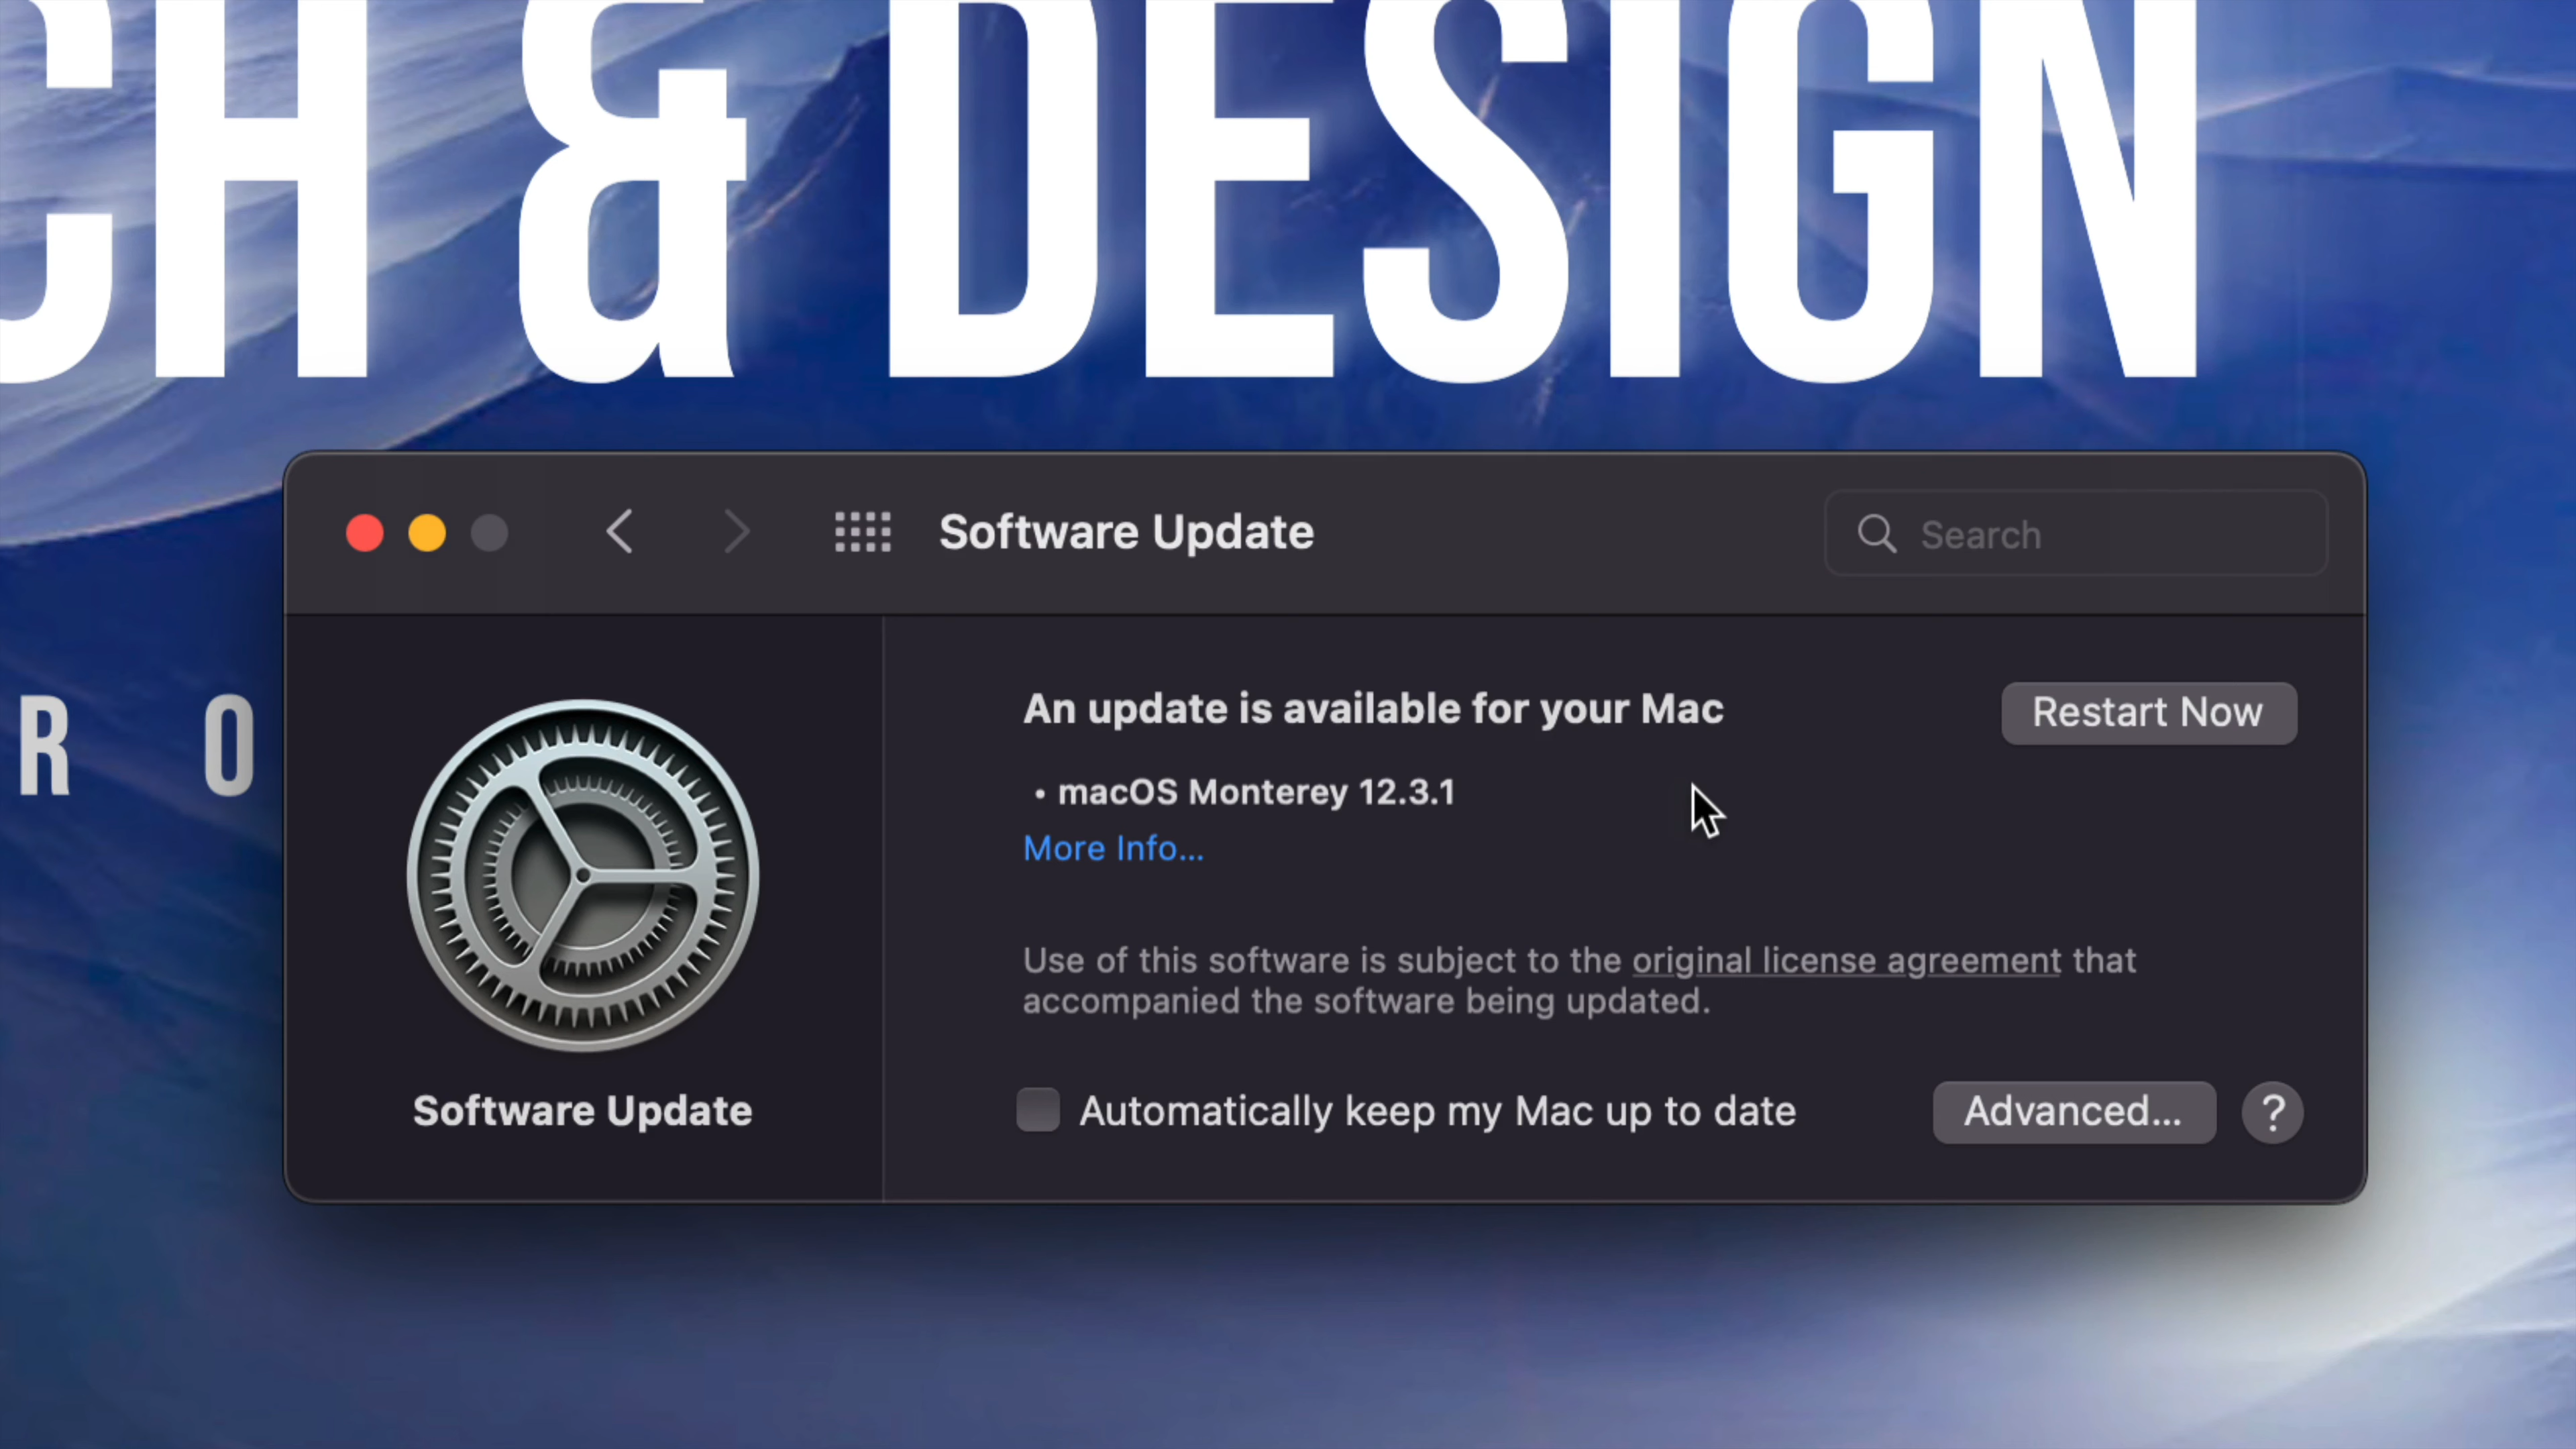 CH & DESIGN
R O
Software Update
Search
An update is available for your Mac
Restart Now
• macOS Monterey 12.3.1
More Info...
Use of this software is subject to the original license agreement that
accompanied the software being updated.
Software Update
Automatically keep my Mac up to date
Advanced...
?